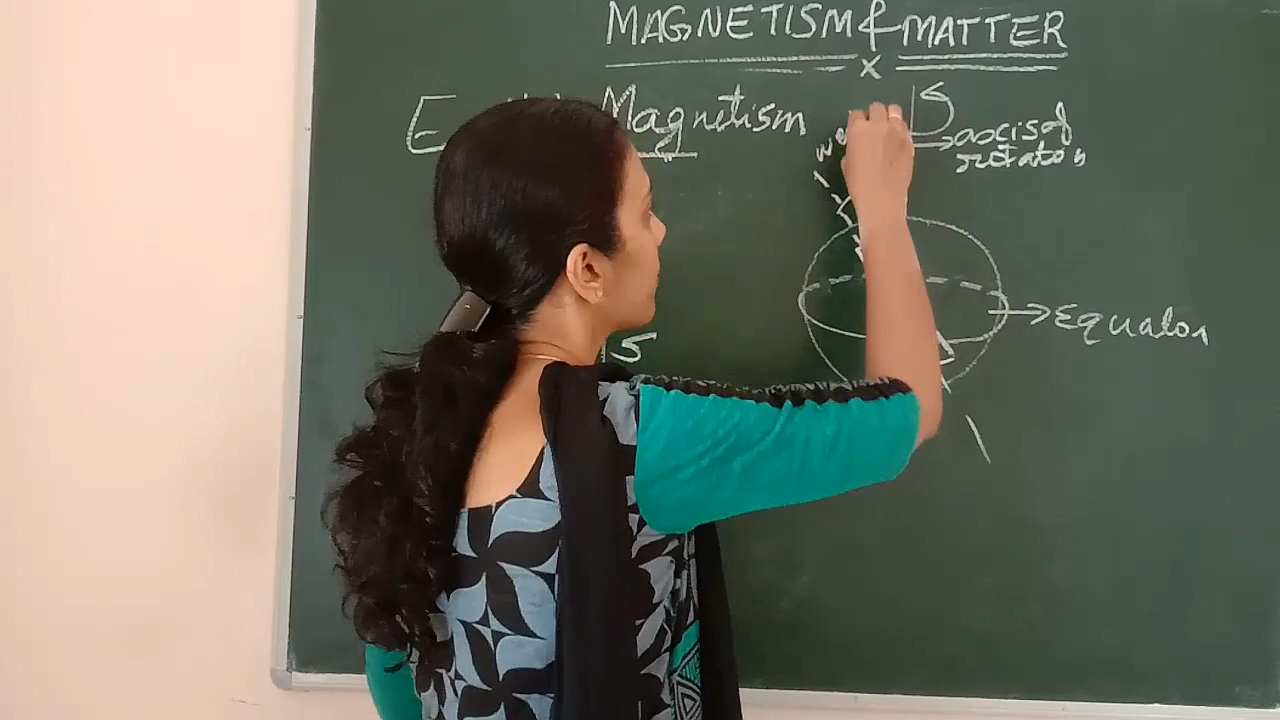 MAGNETISM & MATTER
x
Magnetism
axis of
rotation
Equator